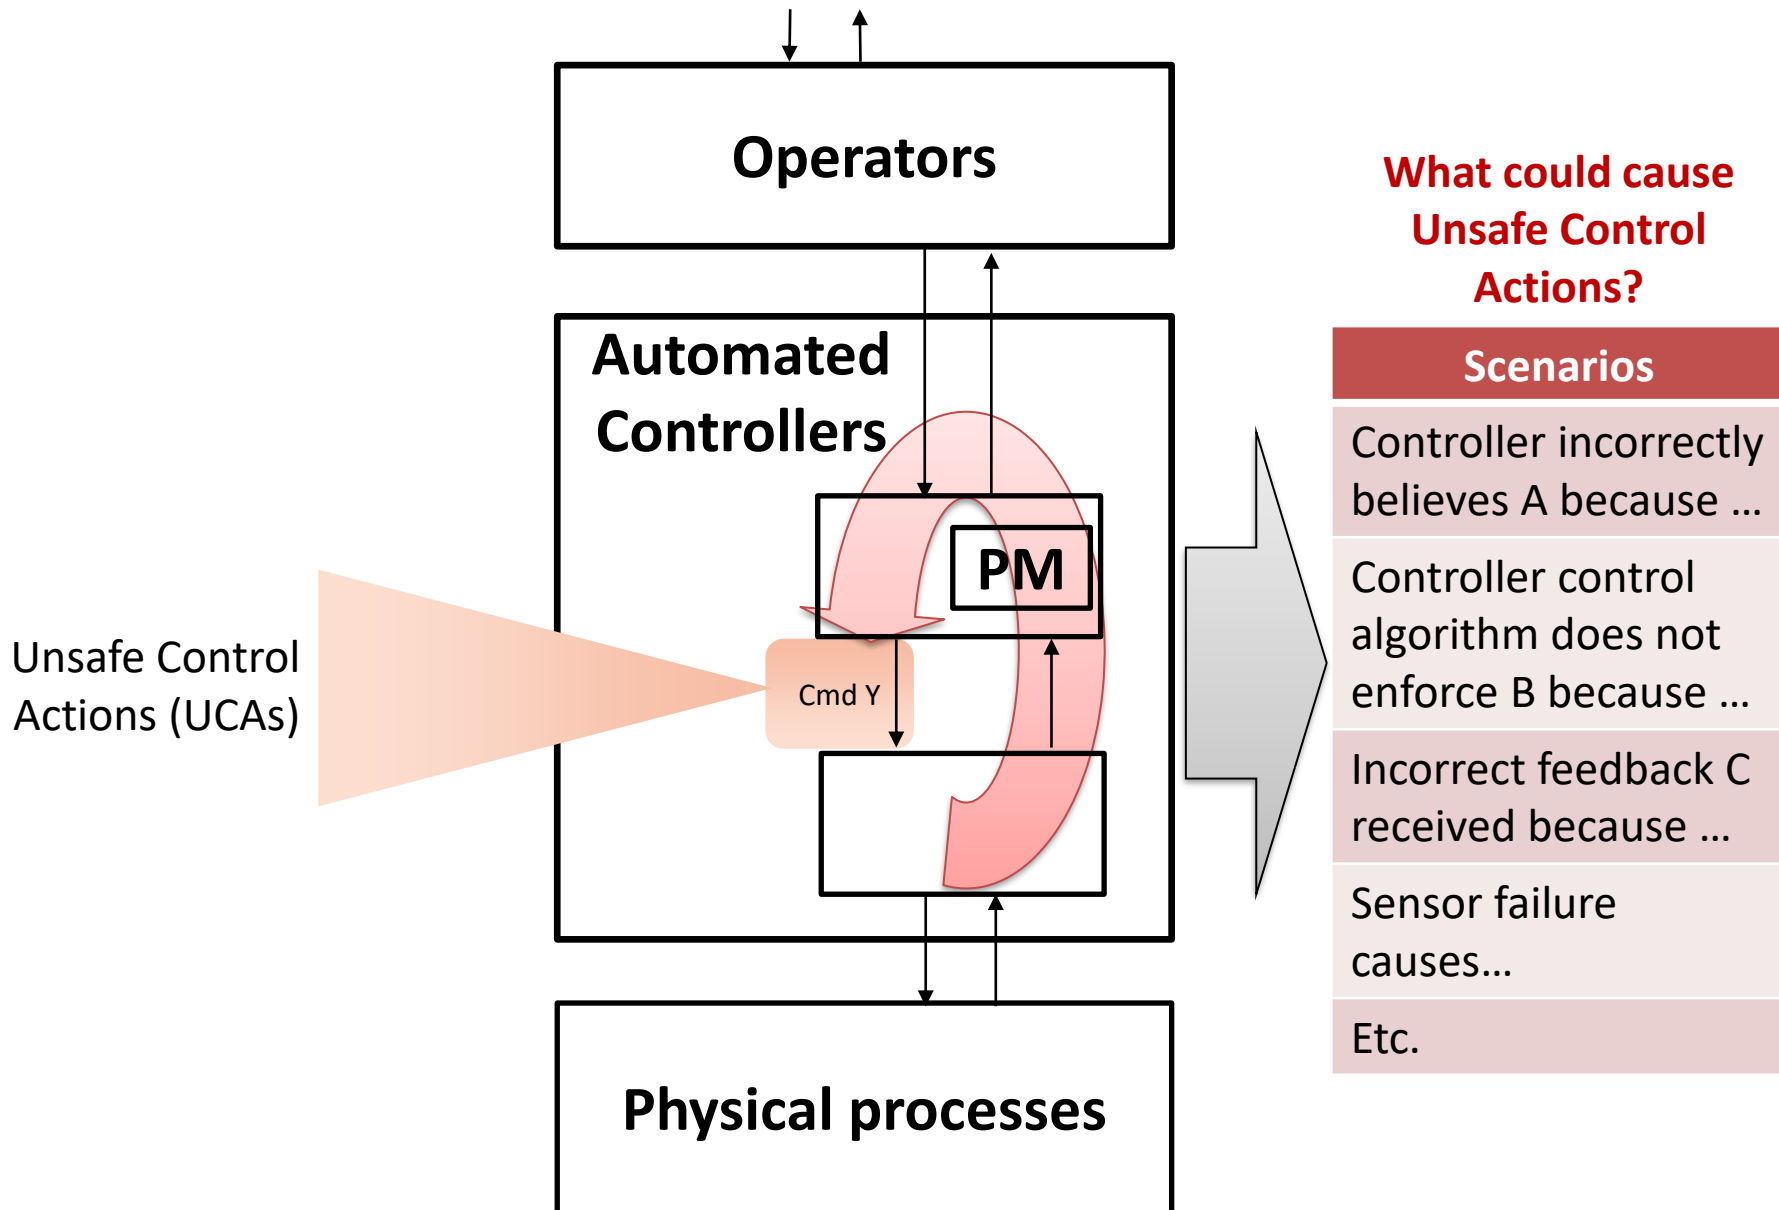 Operators
What could cause
Unsafe Control
Actions?
Automated
Controllers
Scenarios
Controller incorrectly
believes A because ...
PM
Controller control
algorithm does not
enforce B because ...
Unsafe Control
Actions (UCAs)
Cmd Y
Incorrect feedback C
received because ...
Sensor failure
causes...
Etc.
Physical processes